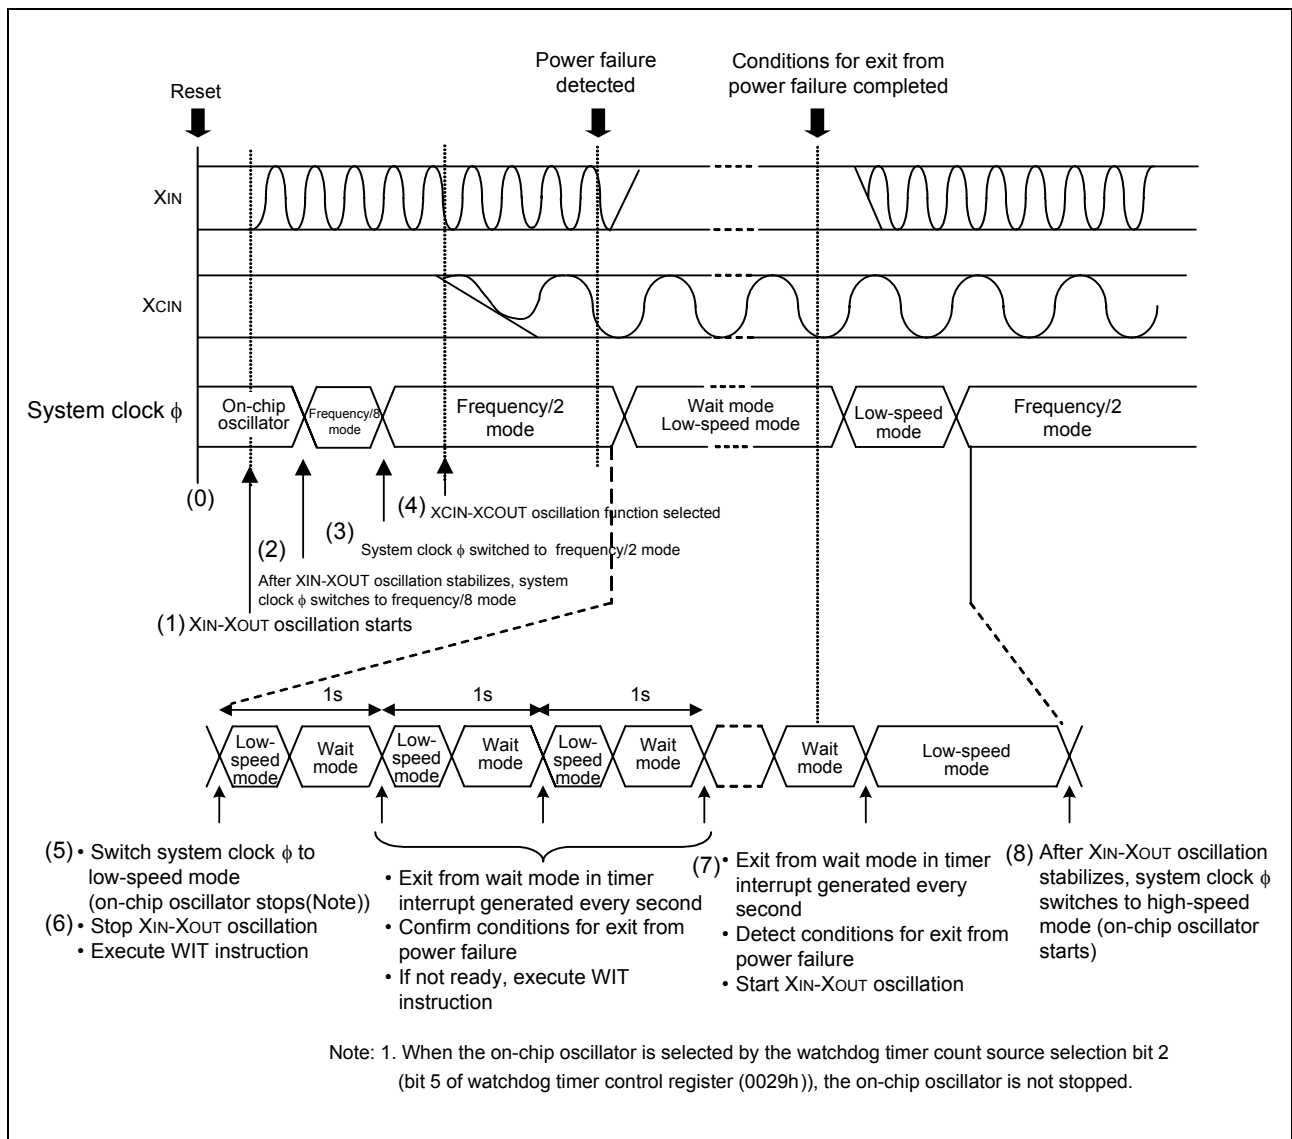 Reset
Power failure
detected
Conditions for exit from
power failure completed
XIN
XCIN
System clock ϕ
On-chip
oscillator
Frequency/8
mode
Frequency/2
mode
Wait mode
Low-speed mode
Low-speed
mode
Frequency/2
mode
(0)
(4) XCIN-XCOUT oscillation function selected
(3) System clock ϕ switched to frequency/2 mode
(2) After XIN-XOUT oscillation stabilizes, system
clock ϕ switches to frequency/8 mode
(1) XIN-XOUT oscillation starts
1s
1s
1s
Low-
speed
mode
Wait
mode
Low-
speed
mode
Wait
mode
Low-
speed
mode
Wait
mode
Wait
mode
Low-speed
mode
(5) • Switch system clock ϕ to
low-speed mode
(on-chip oscillator stops(Note))
(6) • Stop XIN-XOUT oscillation
• Execute WIT instruction
• Exit from wait mode in timer
interrupt generated every second
• Confirm conditions for exit from
power failure
• If not ready, execute WIT
instruction
(7) • Exit from wait mode in timer
interrupt generated every
second
• Detect conditions for exit from
power failure
• Start XIN-XOUT oscillation
(8) After XIN-XOUT oscillation
stabilizes, system clock ϕ
switches to high-speed
mode (on-chip oscillator
starts)
Note: 1. When the on-chip oscillator is selected by the watchdog timer count source selection bit 2
(bit 5 of watchdog timer control register (0029h)), the on-chip oscillator is not stopped.